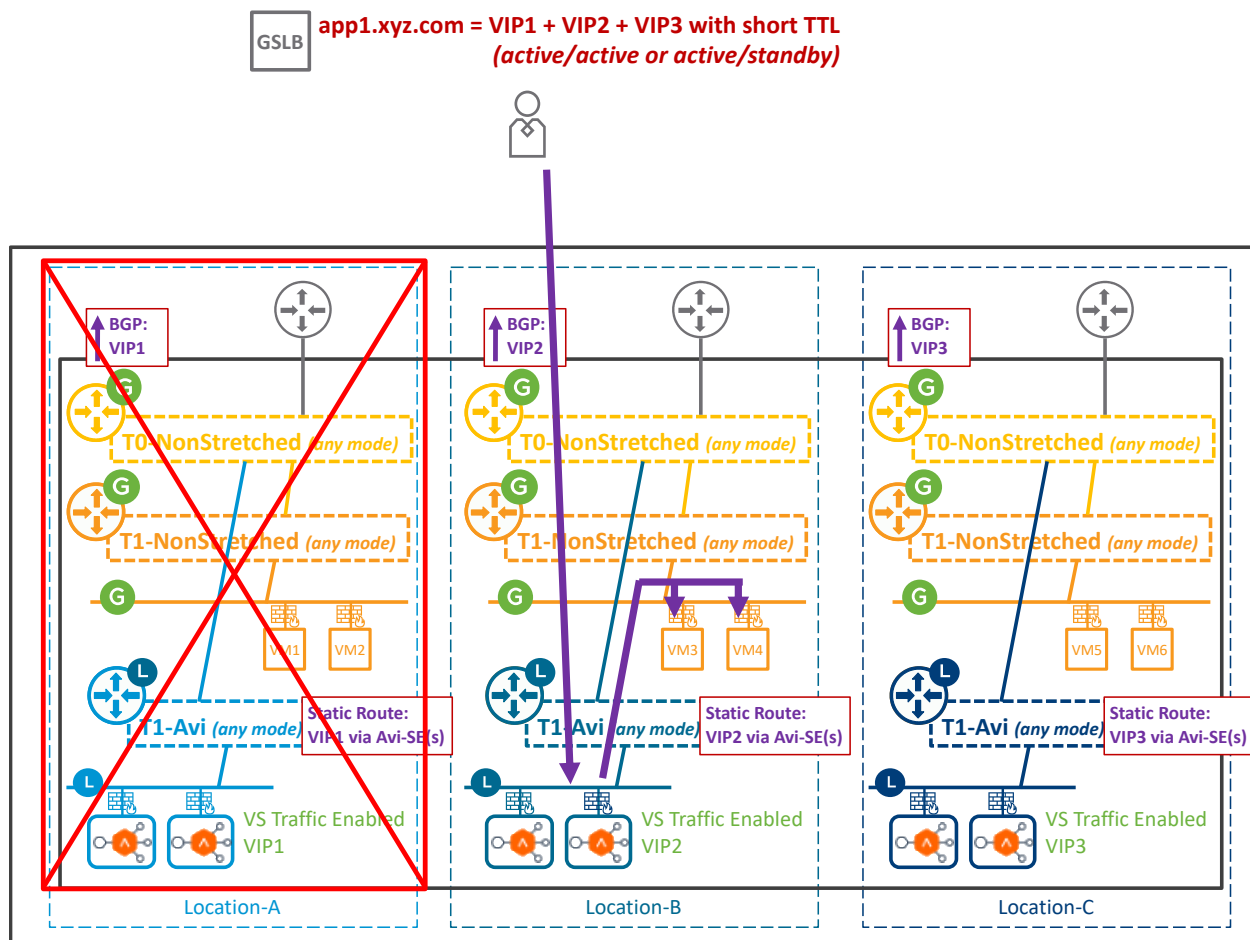 GSLB
app1.xyz.com = VIP1 + VIP2 + VIP3 with short TTL
(active/active or active/standby)
BGP:
VIP1
G
T0-NonStretched (any mode)
G
T1-NonStretched (any mode)
G
VM1
VM2
L
T1-Avi (any mode)
Static Route:
VIP1 via Avi-SE(s)
L
VS Traffic Enabled
VIP1
Location-A
BGP:
VIP2
G
T0-NonStretched (any mode)
G
T1-NonStretched (any mode)
G
VM3
VM4
L
T1-Avi (any mode)
Static Route:
VIP2 via Avi-SE(s)
L
VS Traffic Enabled
VIP2
Location-B
BGP:
VIP3
G
T0-NonStretched (any mode)
G
T1-NonStretched (any mode)
G
VM5
VM6
L
T1-Avi (any mode)
Static Route:
VIP3 via Avi-SE(s)
L
VS Traffic Enabled
VIP3
Location-C